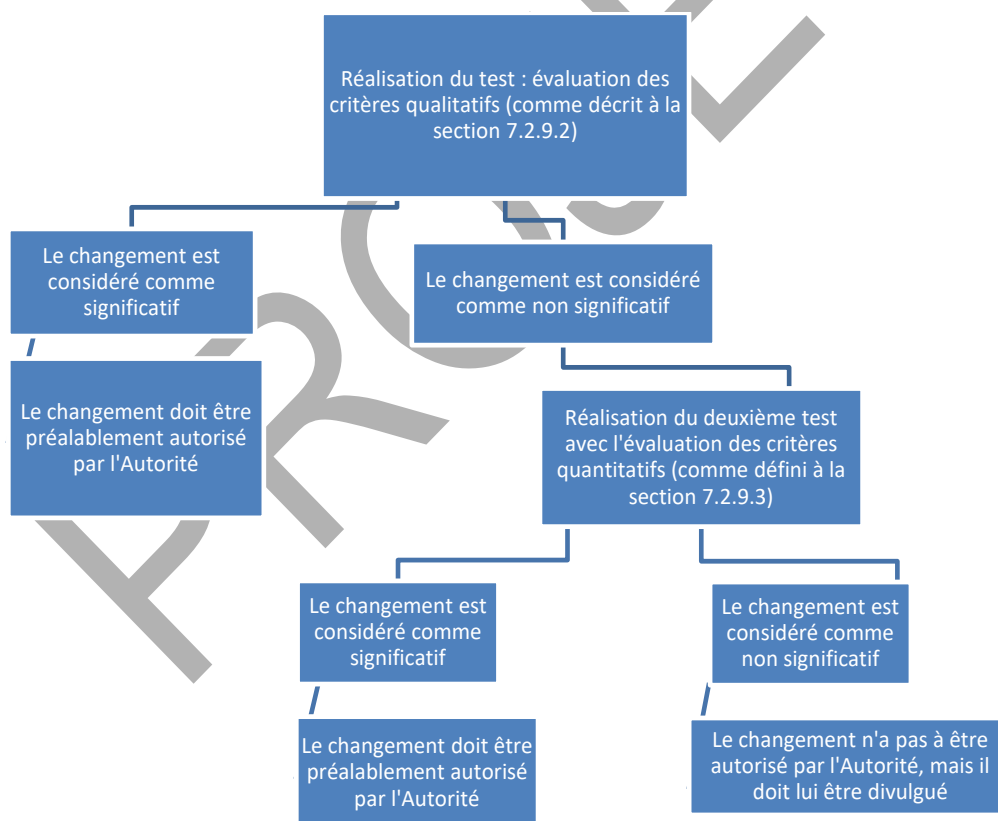 Réalisation du test : évaluation des
critères qualitatifs (comme décrit à la
section 7.2.9.2)
Le changement est
considéré comme
significatif
Le changement est considéré
comme non significatif
Le changement doit être
préalablement autorisé
par l'Autorité
Réalisation du deuxième test
avec l'évaluation des critères
quantitatifs (comme défini à la
section 7.2.9.3)
Le changement est
considéré comme
significatif
Le changement est
considéré comme
non significatif
Le changement doit être
préalablement autorisé
par l'Autorité
Le changement n'a pas à être
autorisé par l'Autorité, mais il
doit lui être divulgué